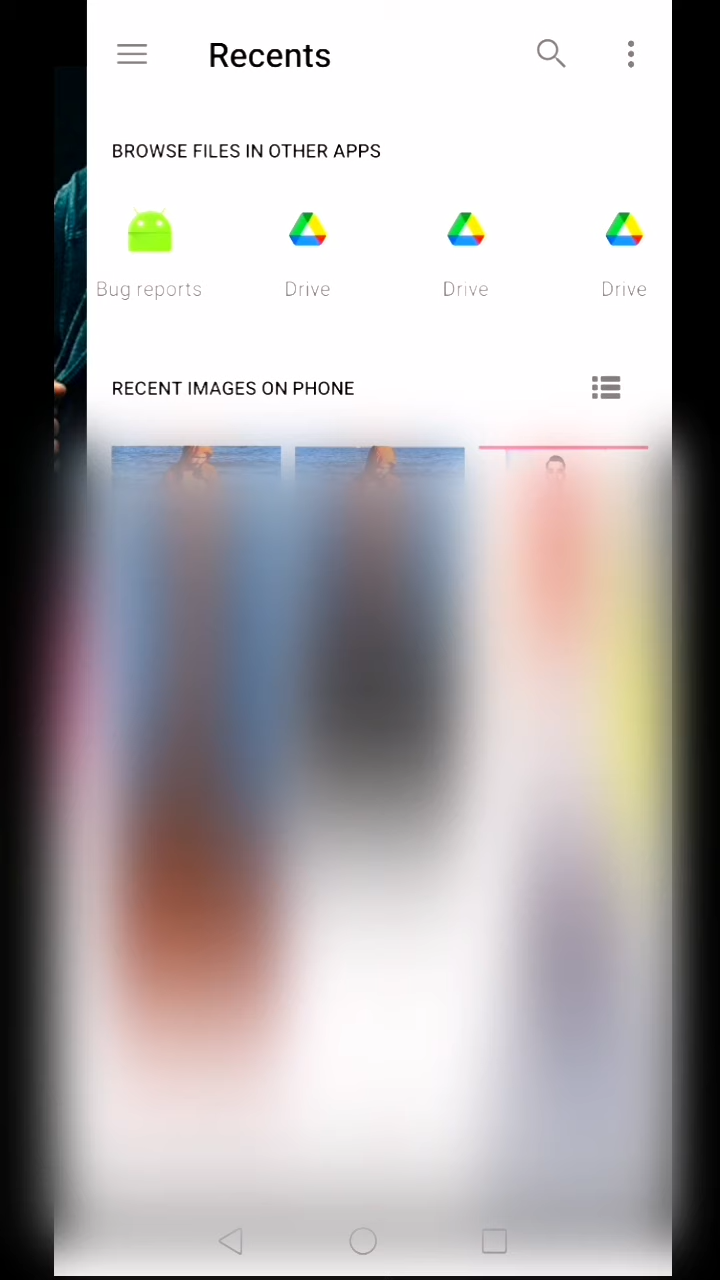 Recents
BROWSE FILES IN OTHER APPS
Bug reports Drive Drive Drive
RECENT IMAGES ON PHONE